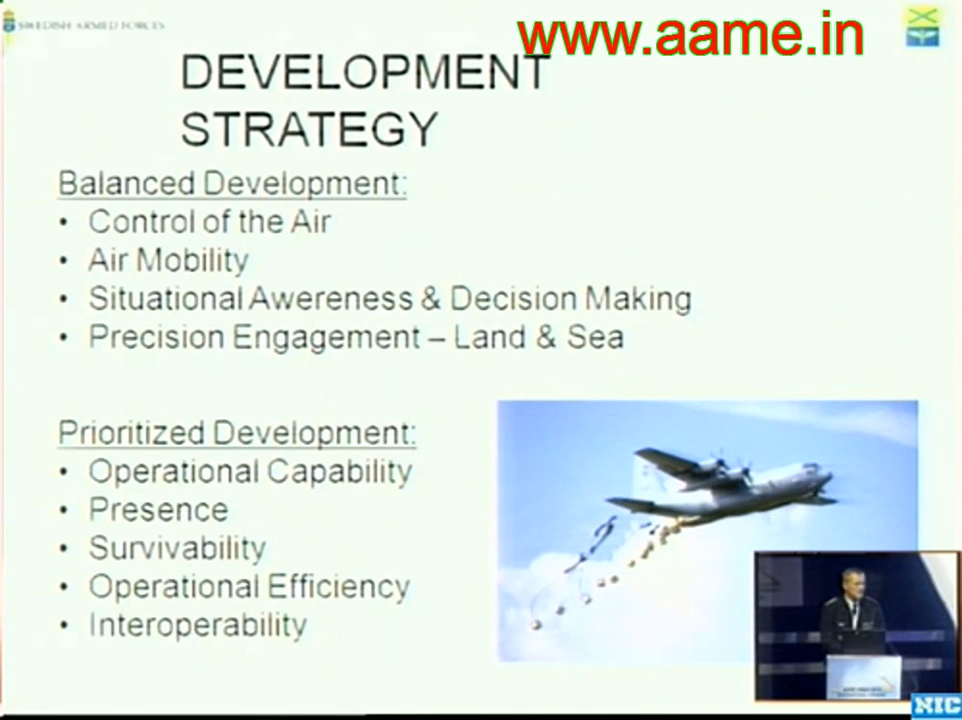 SWEDISH ARMED FORCES
www.aame.in
DEVELOPMENT
STRATEGY
Balanced Development:
• Control of the Air
• Air Mobility
• Situational Awereness & Decision Making
• Precision Engagement – Land & Sea
Prioritized Development:
• Operational Capability
• Presence
• Survivability
• Operational Efficiency
• Interoperability
NIC